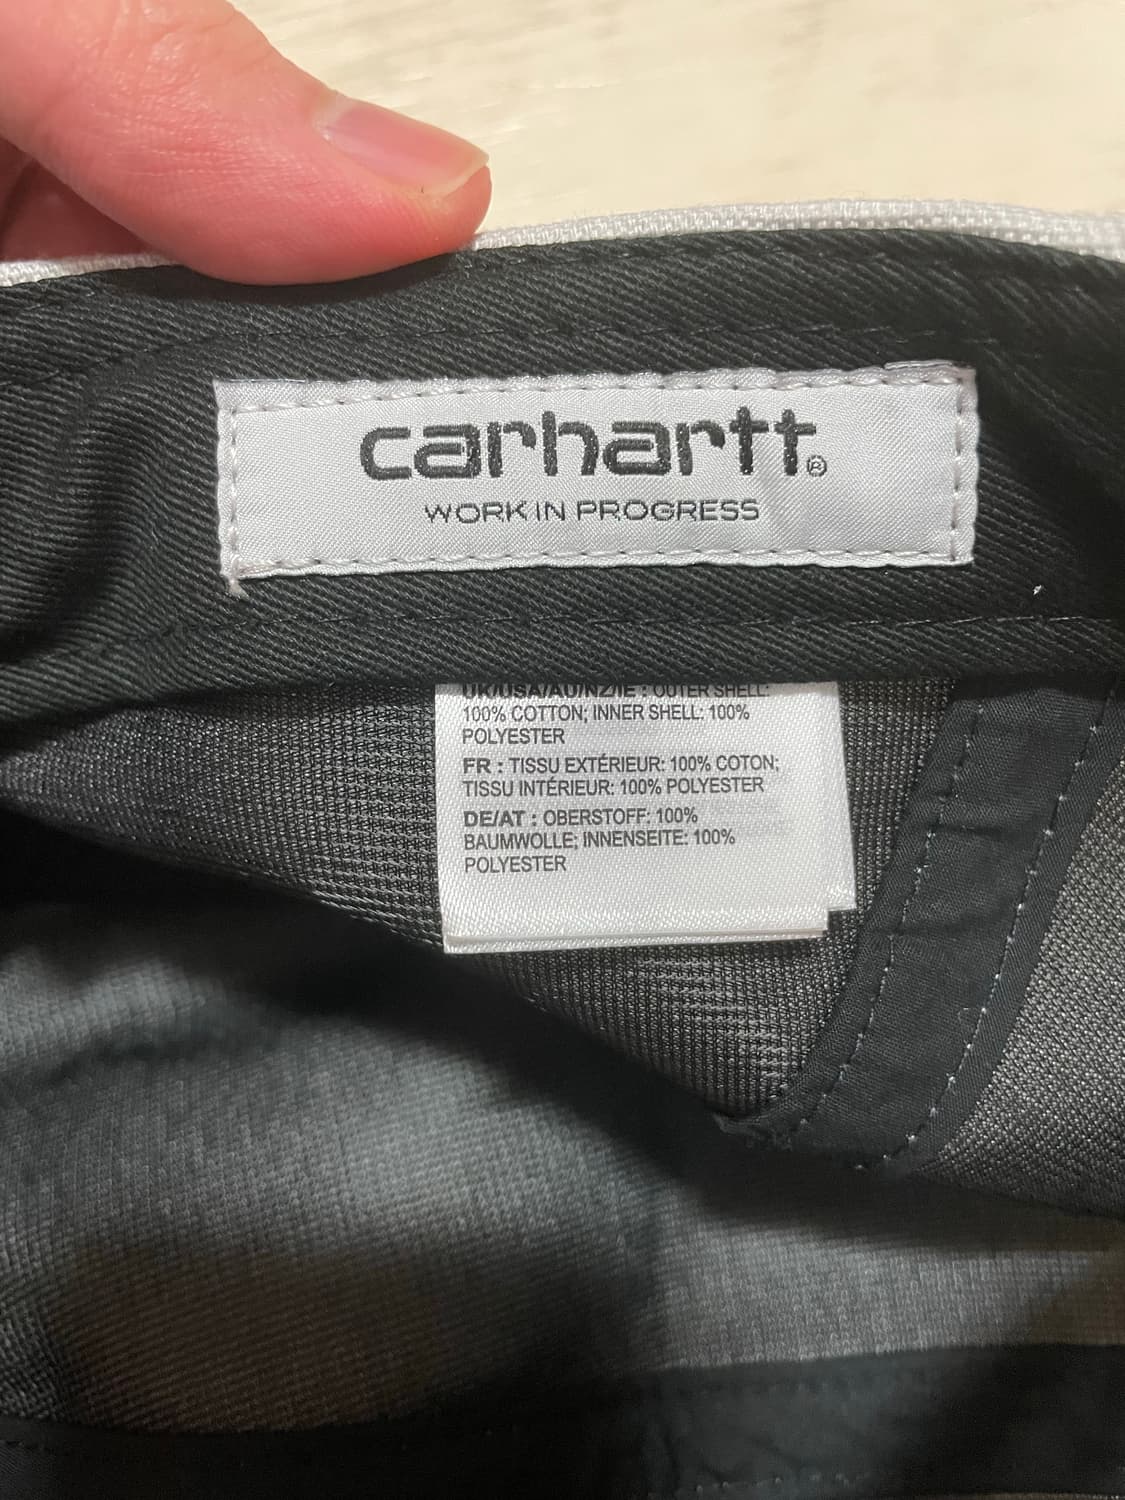 carhartt®
WORK IN PROGRESS
UK/USA/AU/NZ/IE : OUTER SHELL:
100% COTTON; INNER SHELL: 100%
POLYESTER
FR : TISSU EXTÉRIEUR: 100% COTON;
TISSU INTÉRIEUR: 100% POLYESTER
DE/AT : OBERSTOFF: 100%
BAUMWOLLE; INNENSEITE: 100%
POLYESTER